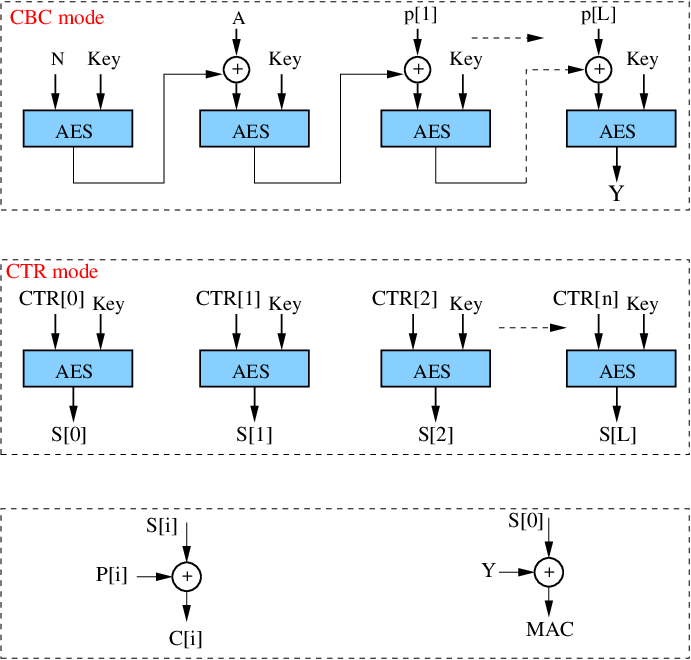 CBC mode
A p[1] p[L]
N Key Key Key Key
+ + +
AES AES AES AES
Y
CTR mode
CTR[0] Key CTR[1] Key CTR[2] Key CTR[n] Key
AES AES AES AES
S[0] S[1] S[2] S[L]
S[i] S[0]
P[i] + Y +
C[i] MAC